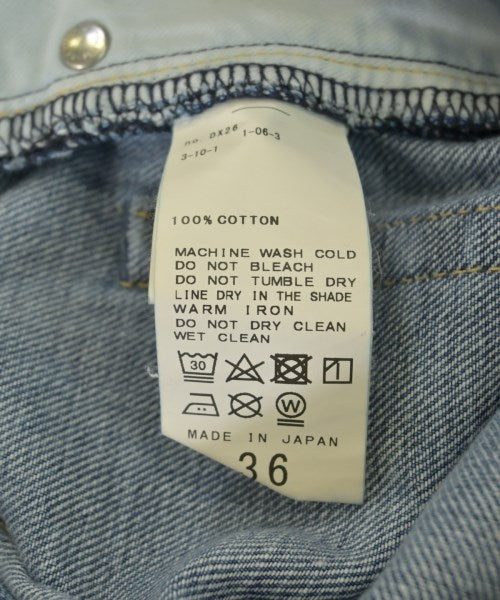 no. DX26 1-06-3
3-10-1
100% COTTON
MACHINE WASH COLD
DO NOT BLEACH
DO NOT TUMBLE DRY
LINE DRY IN THE SHADE
WARM IRON
DO NOT DRY CLEAN
WET CLEAN
30
W
MADE IN JAPAN
36